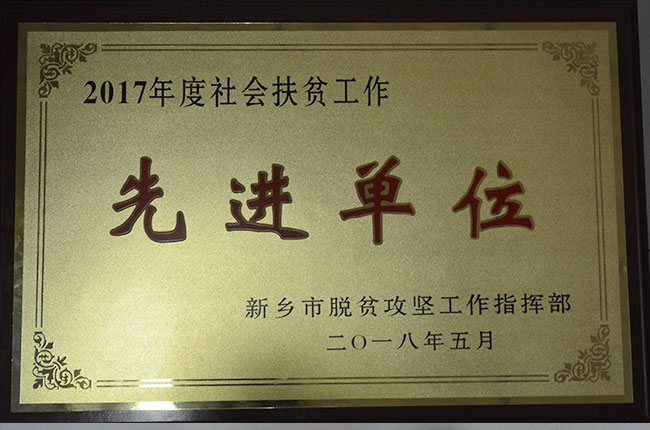 2017年度社会扶贫工作
先进单位
新乡市脱贫攻坚工作指挥部
二〇一八年五月